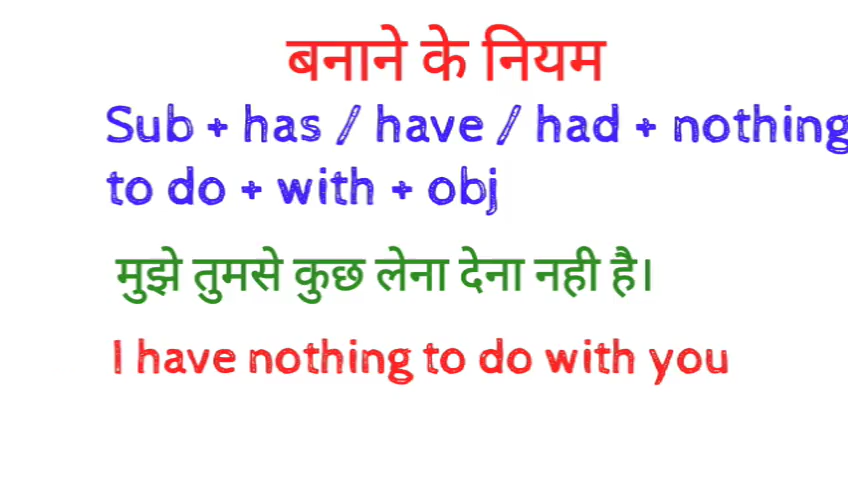 बनाने के नियम
Sub + has / have / had + nothing
to do + with + obj
मुझे तुमसे कुछ लेना देना नही है।
I have nothing to do with you